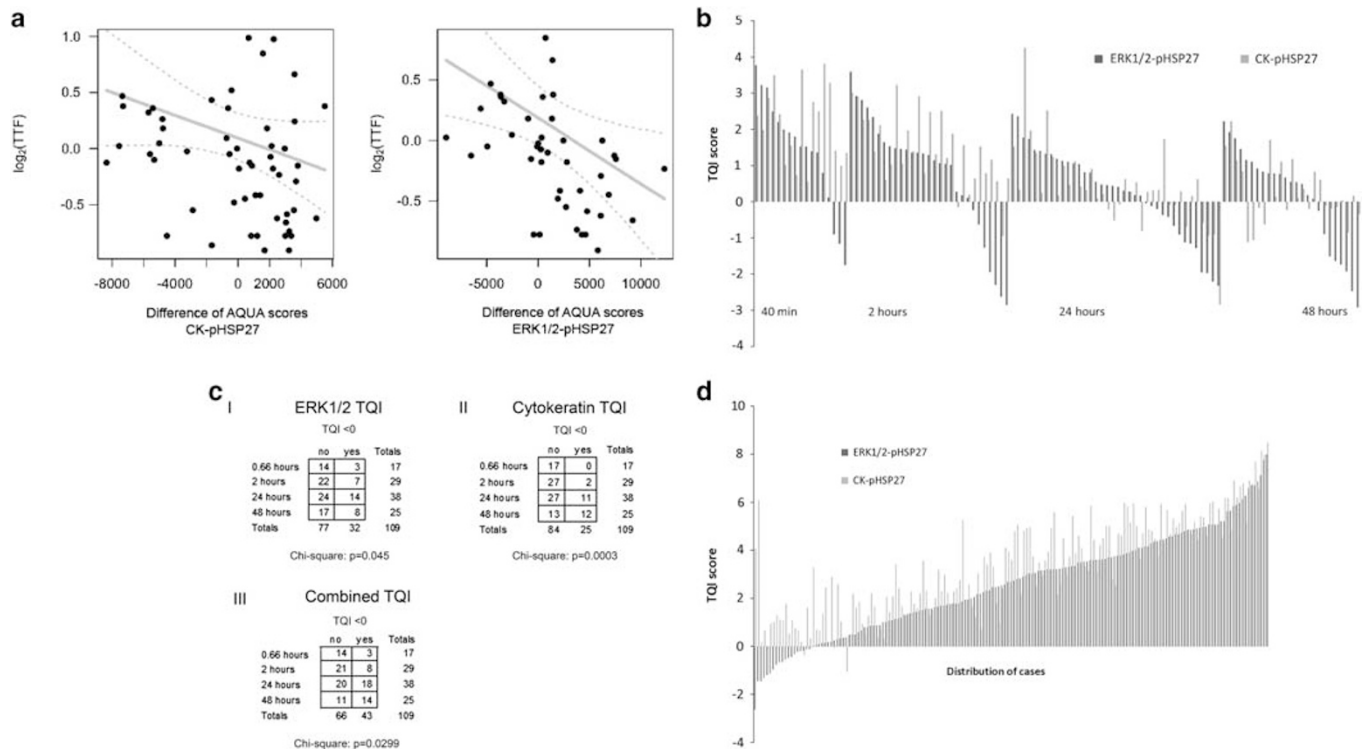 a
1.0
0.5
0.0
-0.5
log2(TTF)
-8000 -4000 0 2000 6000
Difference of AQUA scores
CK-pHSP27
0.5
0.0
-0.5
log2(TTF)
-5000 0 5000 10000
Difference of AQUA scores
ERK1/2-pHSP27
b
5
4
3
2
1
0
-1
-2
-3
-4
TQI score
ERK1/2-pHSP27 CK-pHSP27
40 min 2 hours 24 hours 48 hours
c
I ERK1/2 TQI
TQI <0
no yes Totals
0.66 hours 14 3 17
2 hours 22 7 29
24 hours 24 14 38
48 hours 17 8 25
Totals 77 32 109
Chi-square: p=0.045
II Cytokeratin TQI
TQI <0
no yes Totals
0.66 hours 17 0 17
2 hours 27 2 29
24 hours 27 11 38
48 hours 13 12 25
Totals 84 25 109
Chi-square: p=0.0003
III Combined TQI
TQI <0
no yes Totals
0.66 hours 14 3 17
2 hours 21 8 29
24 hours 20 18 38
48 hours 11 14 25
Totals 66 43 109
Chi-square: p=0.0299
d
10
8
6
4
2
0
-2
-4
TQI score
ERK1/2-pHSP27
CK-pHSP27
Distribution of cases